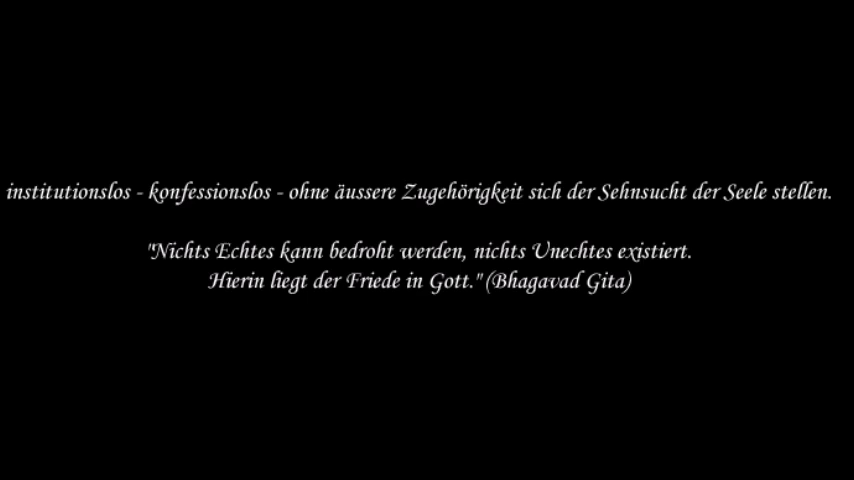 institutionslos - konfessionslos - ohne äussere Zugehörigkeit sich der Sehnsucht der Seele stellen.
"Nichts Echtes kann bedroht werden, nichts Unechtes existiert.
Hierin liegt der Friede in Gott." (Bhagavad Gita)